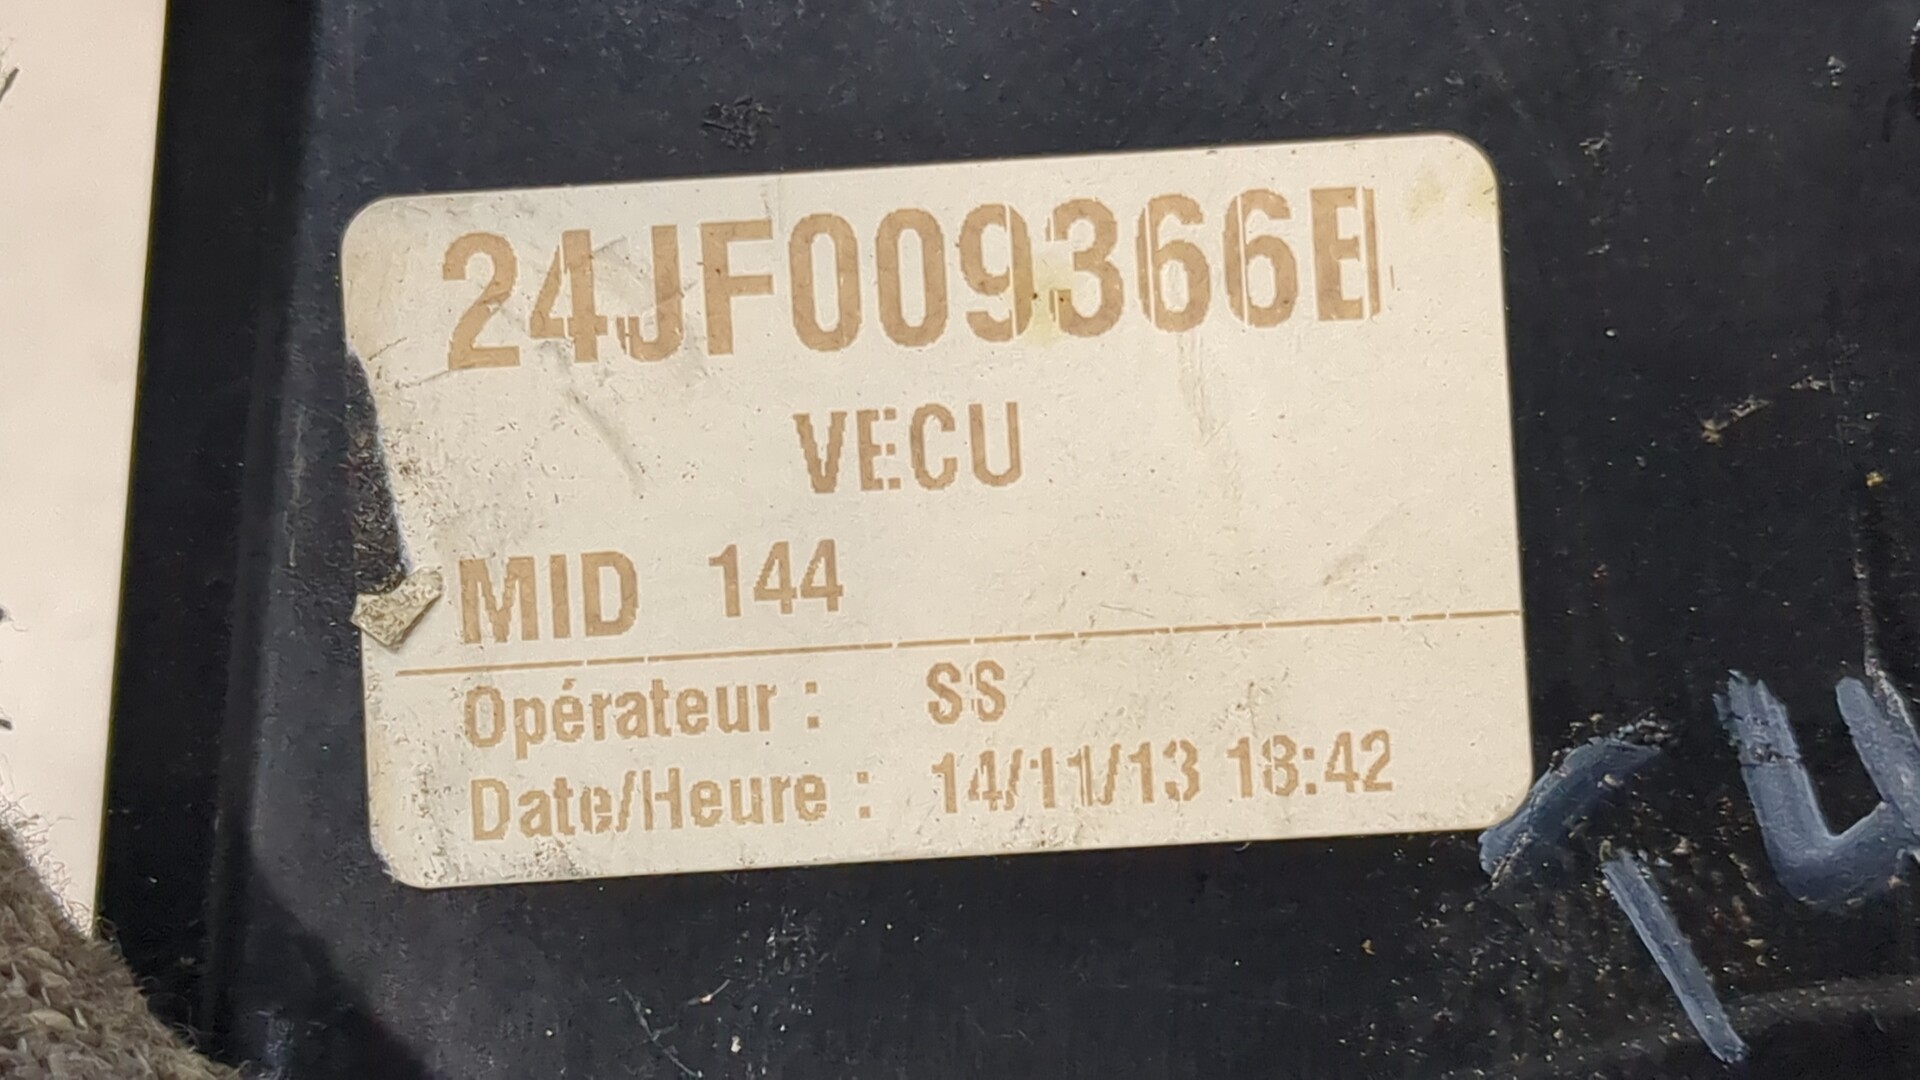 24JF009366E
VECU
MID 144
Opérateur : SS
Date/Heure : 14/11/13 18:42